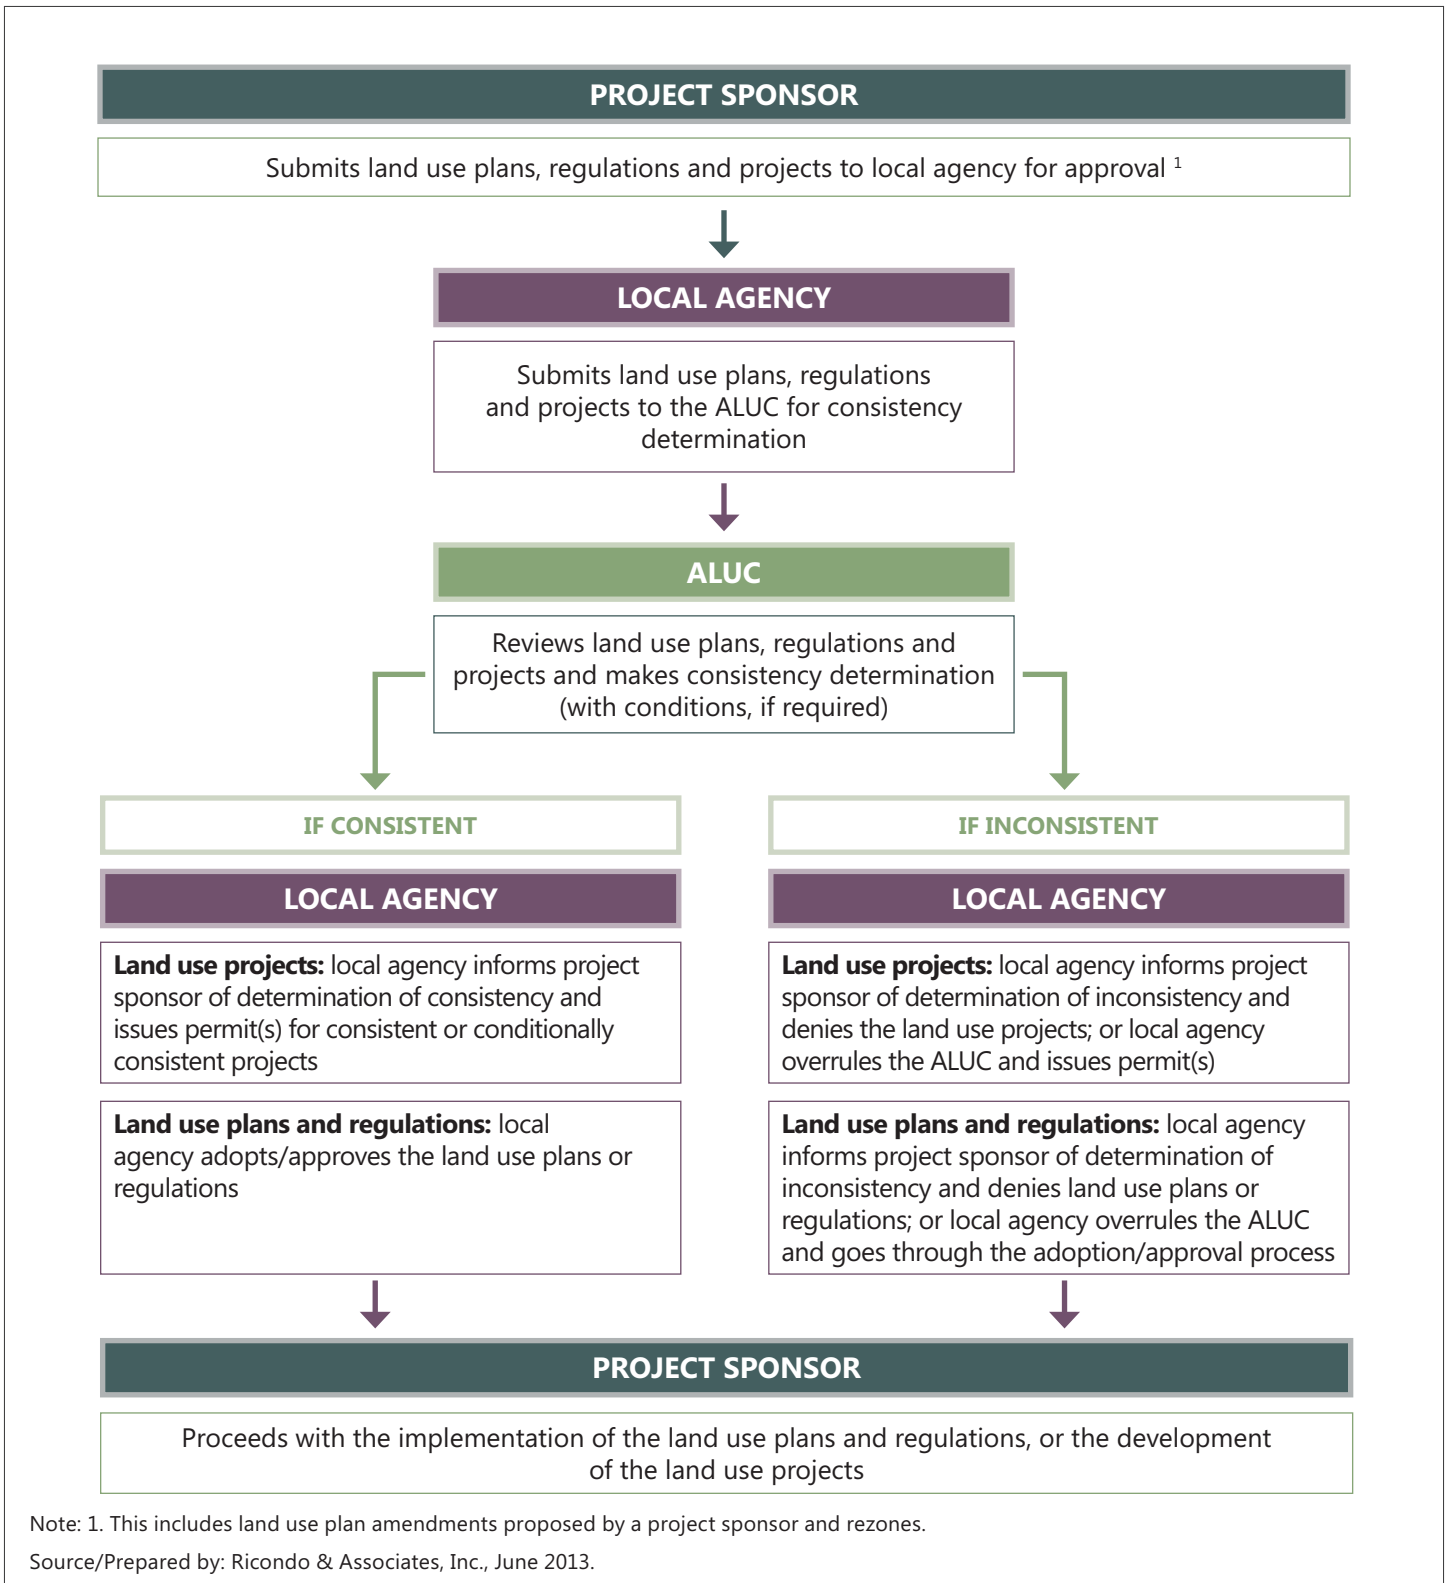 PROJECT SPONSOR
Submits land use plans, regulations and projects to local agency for approval 1
LOCAL AGENCY
Submits land use plans, regulations
and projects to the ALUC for consistency
determination
ALUC
Reviews land use plans, regulations and
projects and makes consistency determination
(with conditions, if required)
IF CONSISTENT
LOCAL AGENCY
Land use projects: local agency informs project
sponsor of determination of consistency and
issues permit(s) for consistent or conditionally
consistent projects
Land use plans and regulations: local
agency adopts/approves the land use plans or
regulations
IF INCONSISTENT
LOCAL AGENCY
Land use projects: local agency informs project
sponsor of determination of inconsistency and
denies the land use projects; or local agency
overrules the ALUC and issues permit(s)
Land use plans and regulations: local agency
informs project sponsor of determination of
inconsistency and denies land use plans or
regulations; or local agency overrules the ALUC
and goes through the adoption/approval process
PROJECT SPONSOR
Proceeds with the implementation of the land use plans and regulations, or the development
of the land use projects
Note: 1. This includes land use plan amendments proposed by a project sponsor and rezones.
Source/Prepared by: Ricondo & Associates, Inc., June 2013.